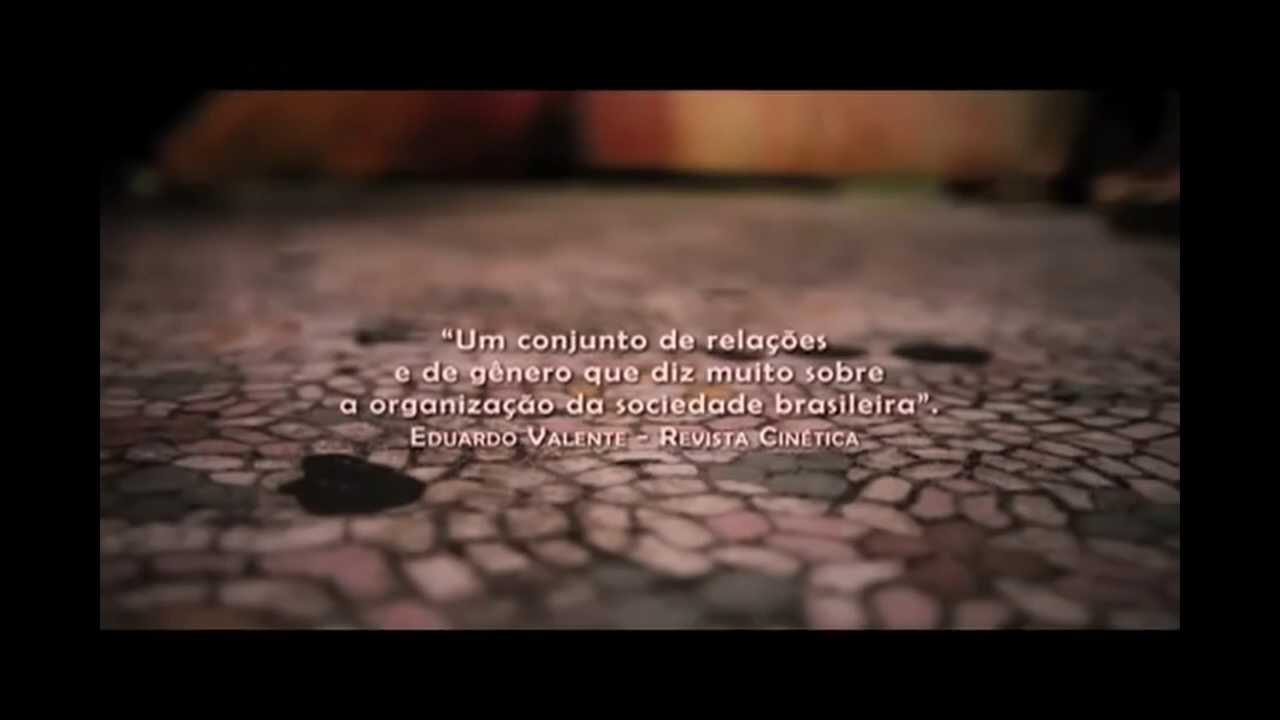 “Um conjunto de relações
e de gênero que diz muito sobre
a organização da sociedade brasileira”.
Eduardo Valente - Revista Cinética